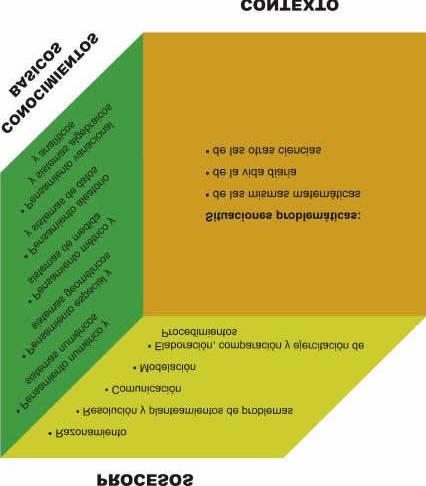 PROCESOS
• Razonamiento
• Resolución y planteamientos de problemas
• Comunicación
• Modelación
• Elaboración, comparación y ejercitación de
Procedimientos
• Pensamiento numérico y
sistemas numéricos
• Pensamiento espacial y
sistemas geométricos
• Pensamiento métrico y
sistemas de medida
• Pensamiento aleatorio
y sistemas de datos
• Pensamiento variacional
y sistemas algebraicos
y analíticos
CONOCIMIENTOS
BÁSICOS
Situaciones problemáticas:
• de las mismas matemáticas
• de la vida diaria
• de las otras ciencias
CONTEXTO